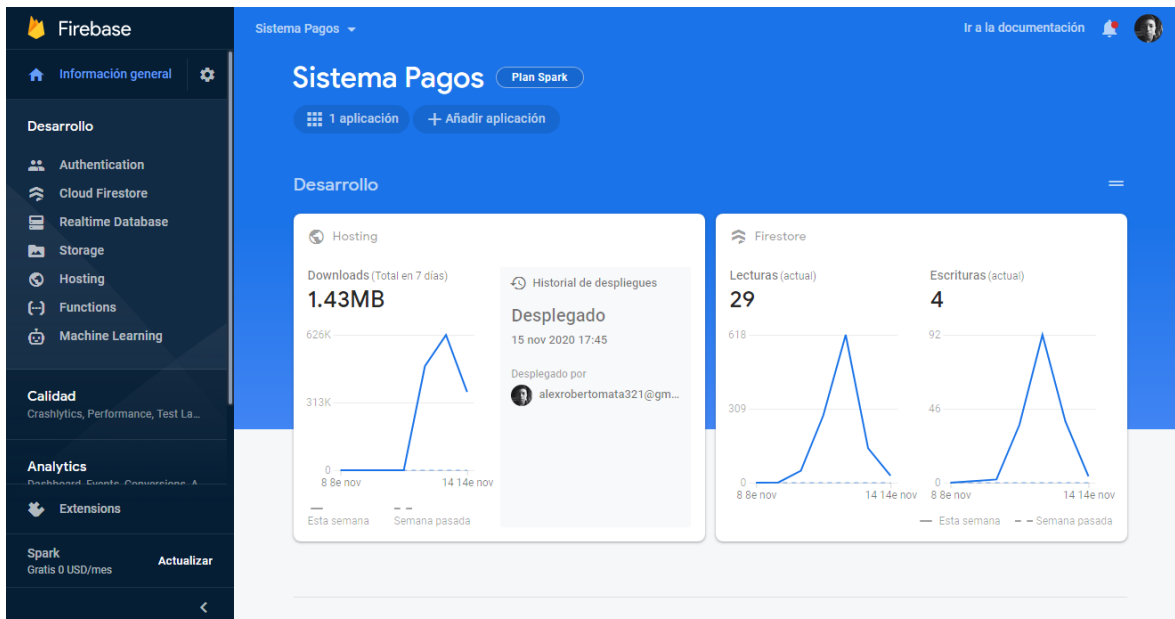 Firebase
Información general
Desarrollo
Authentication
Cloud Firestore
Realtime Database
Storage
Hosting
Functions
Machine Learning
Calidad
Crashlytics, Performance, Test La...
Analytics
Dashboard, Events, Conversions, A
Extensions
Spark
Gratis 0 USD/mes
Actualizar
Sistema Pagos
Ir a la documentación
Sistema Pagos
Plan Spark
1 aplicación
Añadir aplicación
Desarrollo
Hosting
Downloads (Total en 7 días)
1.43MB
626K
313K
0
8 8e nov
14 14e nov
Esta semana
Semana pasada
Historial de despliegues
Desplegado
15 nov 2020 17:45
Desplegado por
alexrobertomata321@gm...
Firestore
Lecturas (actual)
29
618
309
0
8 8e nov
14 14e nov
Escrituras (actual)
4
92
46
0
8 8e nov
14 14e nov
Esta semana
Semana pasada